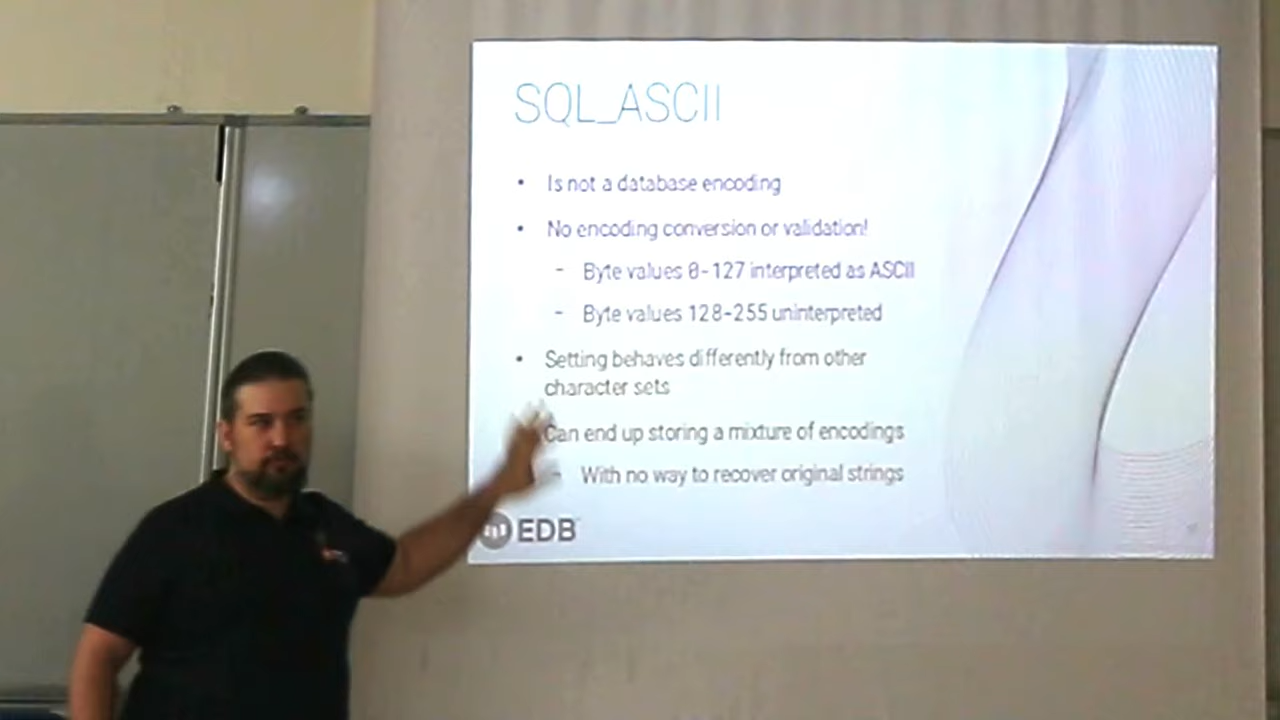 SQL_ASCII
• Is not a database encoding
• No encoding conversion or validation!
- Byte values 0-127 interpreted as ASCII
- Byte values 128-255 uninterpreted
• Setting behaves differently from other
character sets
Can end up storing a mixture of encodings
- With no way to recover original strings
EDB